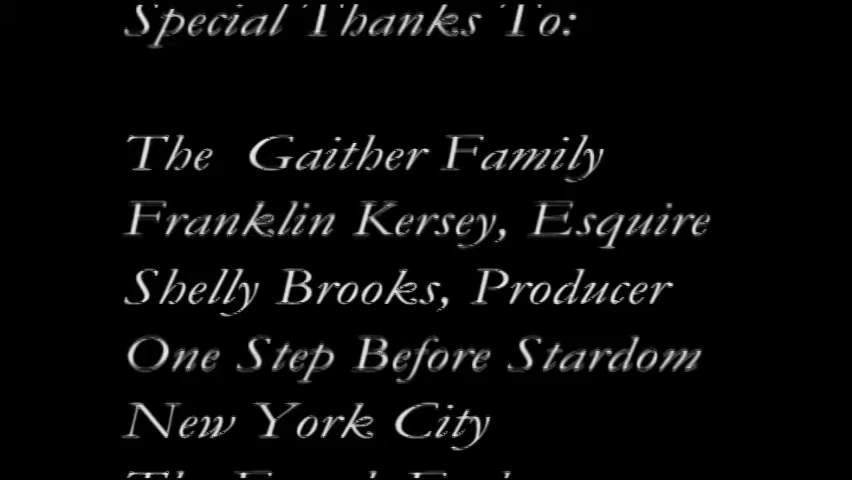 Special Thanks To:
The Gaither Family
Franklin Kersey, Esquire
Shelly Brooks, Producer
One Step Before Stardom
New York City